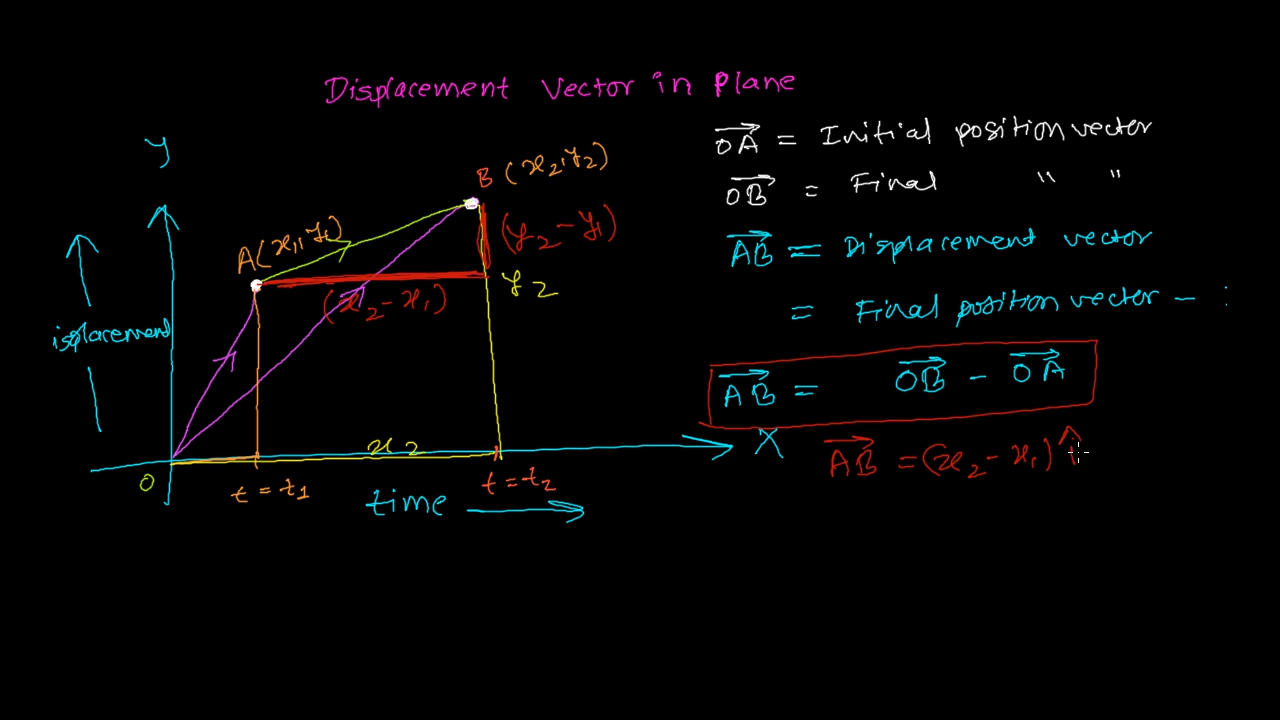 Displacement Vector in Plane
y
B (x₂, y₂)
A(x₁, y₁)
(y₂ - y₁)
y₂
(x₂ - x₁)
isplacement
x₂
X
O
t = t₁
t = t₂
time
OA = Initial position vector
OB = Final " "
AB = Displacement vector
= Final position vector -
AB = OB - OA
AB = (x₂ - x₁) î